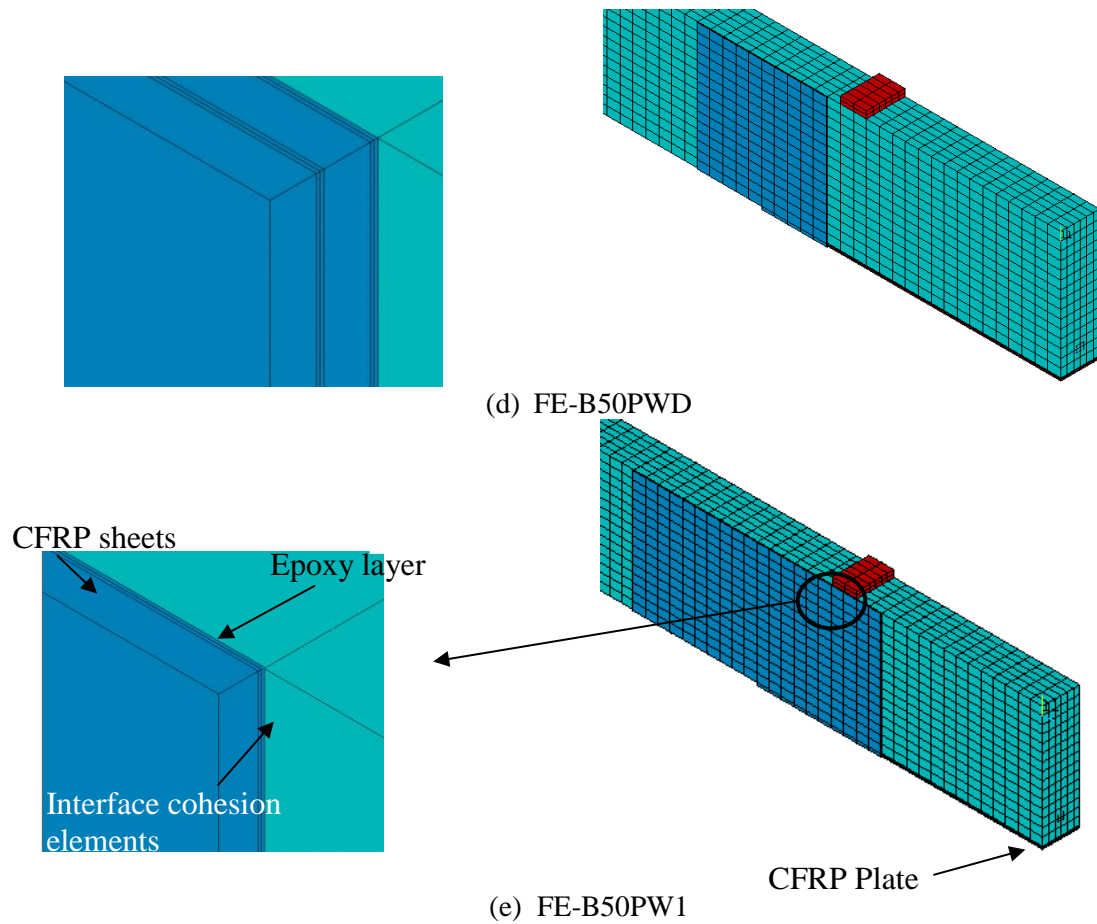 (d) FE-B50PWD
CFRP sheets
Epoxy layer
Interface cohesion
elements
CFRP Plate
(e) FE-B50PW1